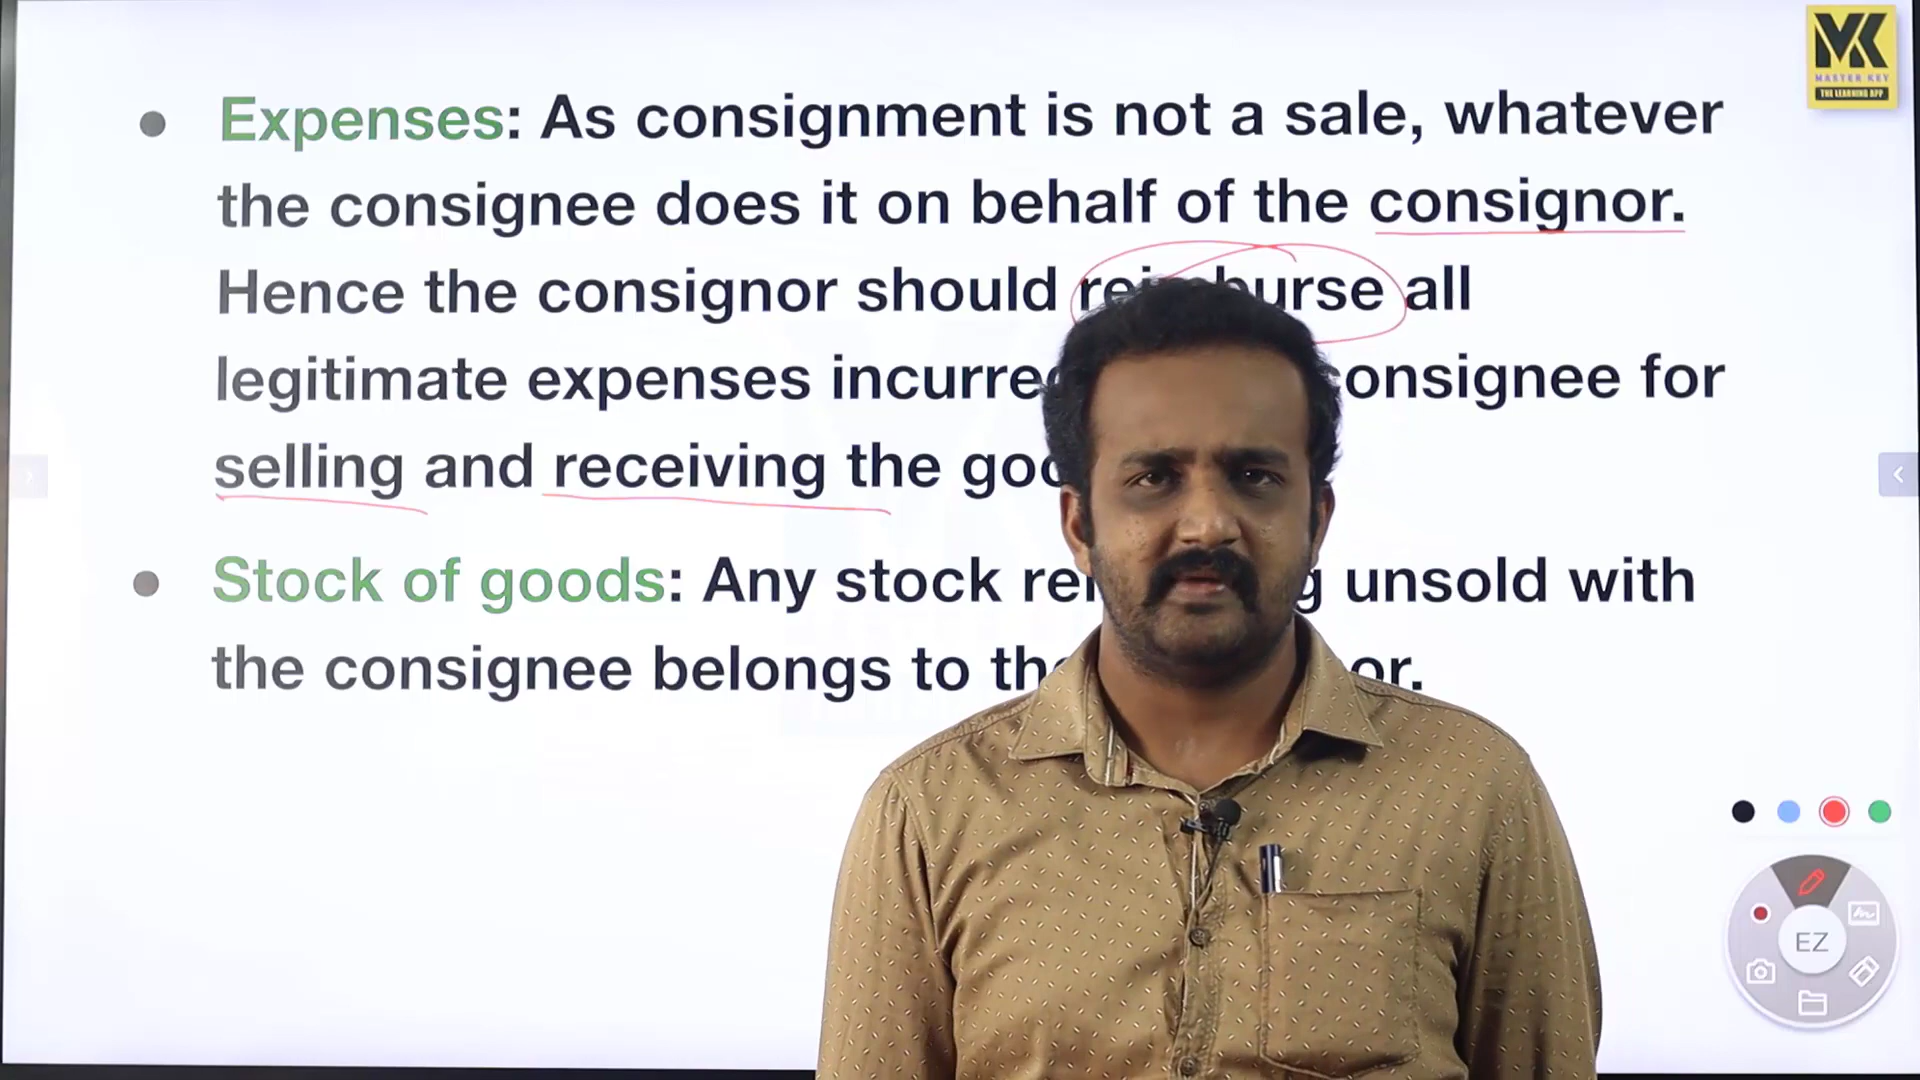 Expenses: As consignment is not a sale, whatever
the consignee does it on behalf of the consignor.
Hence the consignor should all
legitimate expenses for
selling and receiving the
Stock of goods: Any stock unsold with
the consignee belongs to
MK
MASTER KEY
THE LEARNING APP
EZ